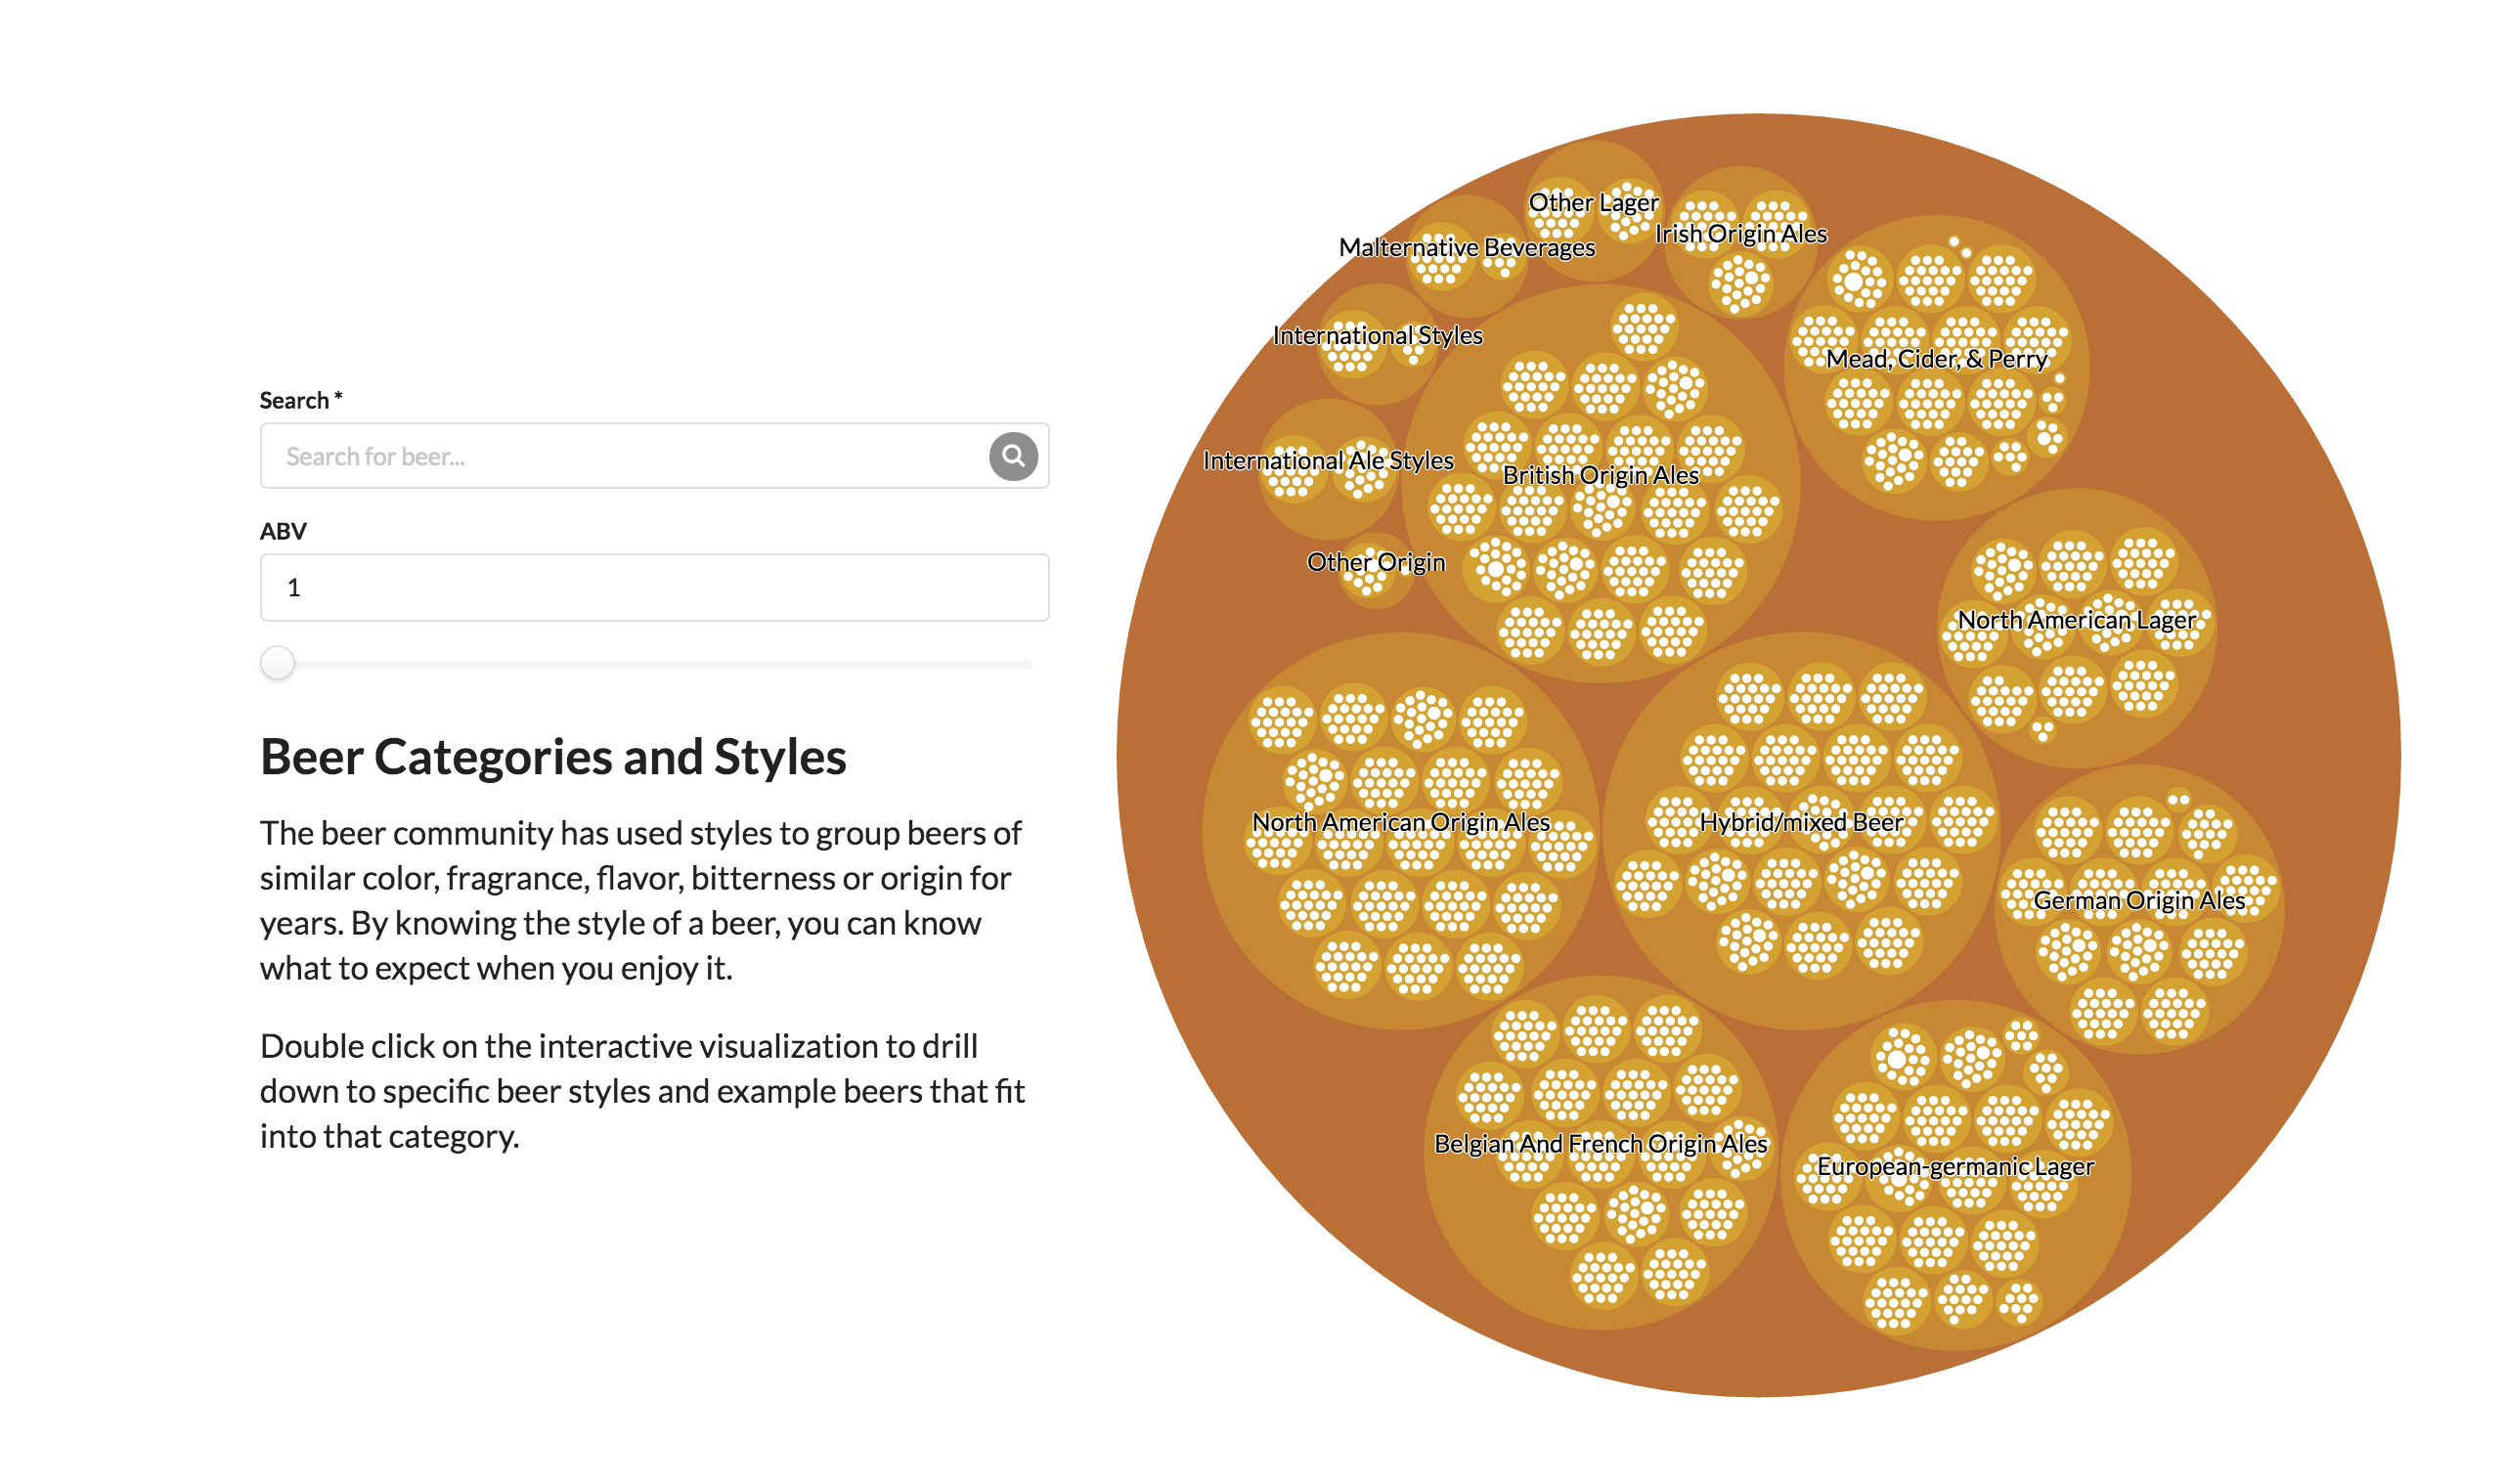 Search *
Search for beer...
ABV
1
Beer Categories and Styles
The beer community has used styles to group beers of
similar color, fragrance, flavor, bitterness or origin for
years. By knowing the style of a beer, you can know
what to expect when you enjoy it.
Double click on the interactive visualization to drill
down to specific beer styles and example beers that fit
into that category.
Other Lager
Irish Origin Ales
Malternative Beverages
International Styles
Mead, Cider, & Perry
International Ale Styles
British Origin Ales
Other Origin
North American Lager
North American Origin Ales
Hybrid/mixed Beer
German Origin Ales
Belgian And French Origin Ales
European-germanic Lager